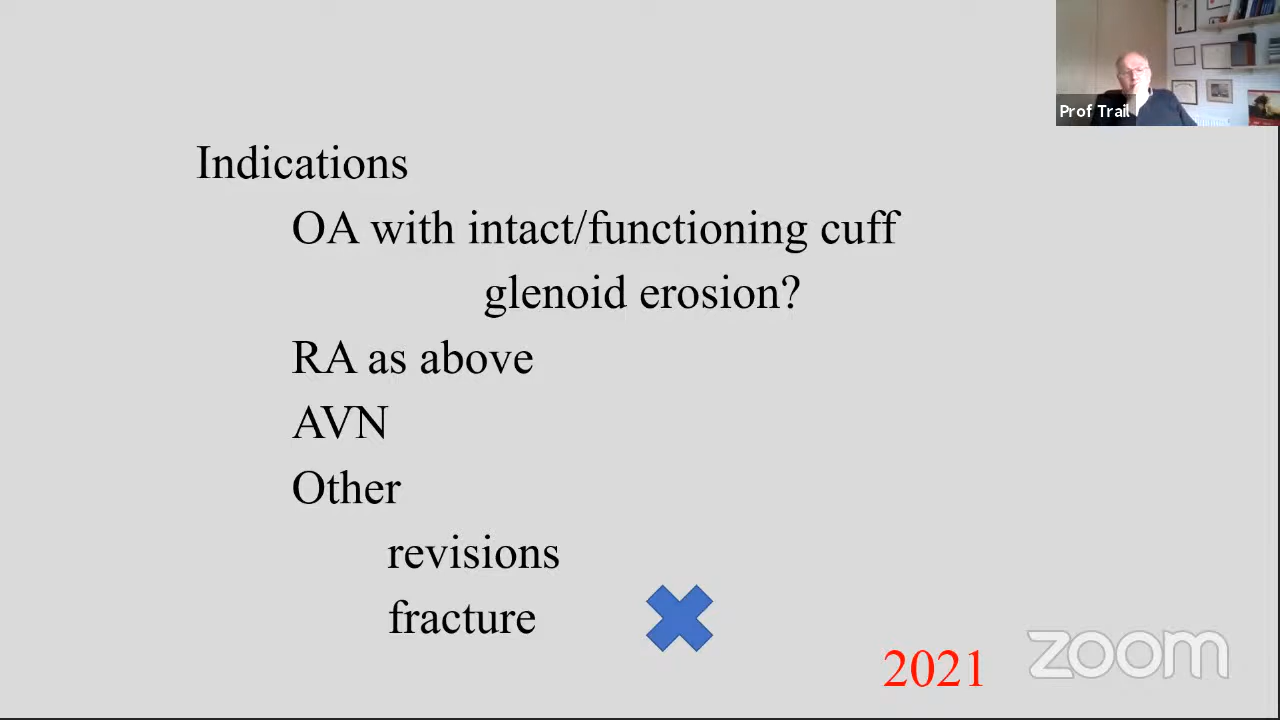 Prof Trail
Indications
OA with intact/functioning cuff
glenoid erosion?
RA as above
AVN
Other
revisions
fracture
2021
zoom